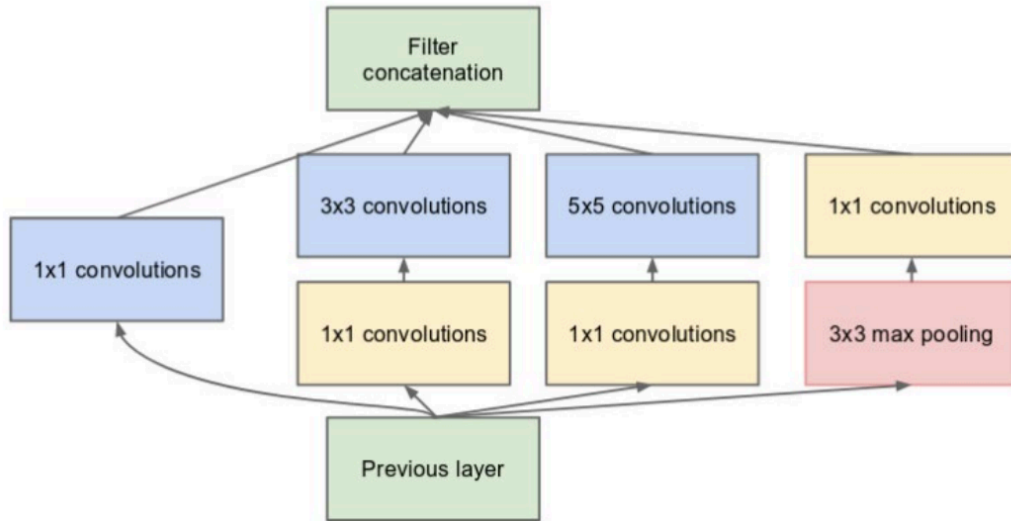 Filter
concatenation
3x3 convolutions
5x5 convolutions
1x1 convolutions
1x1 convolutions
1x1 convolutions
1x1 convolutions
3x3 max pooling
Previous layer